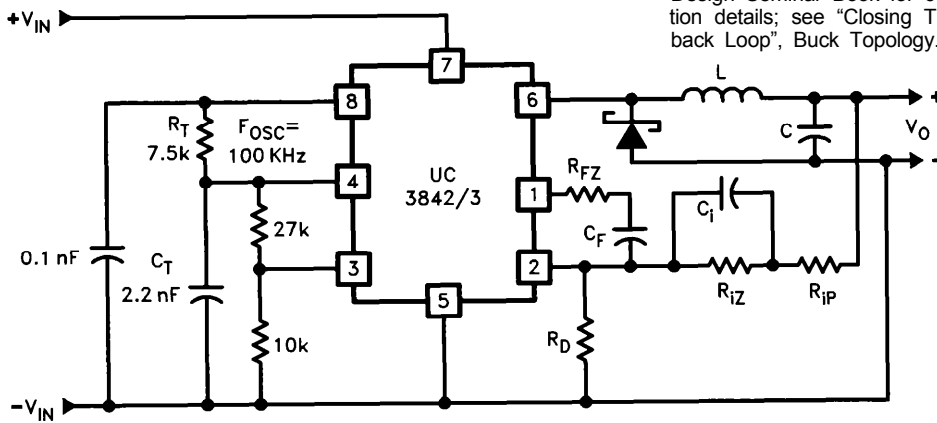 Design Seminar Book for
tion details; see “Closing T
back Loop”, Buck Topology.
+VIN
7
8
6
L
+
RT
7.5k
FOSC=
100 KHz
C
VO
4
UC
3842/3
1
RFZ
-
27k
Ci
0.1 nF
CT
2.2 nF
3
CF
2
RiZ
RiP
5
10k
RD
-VIN